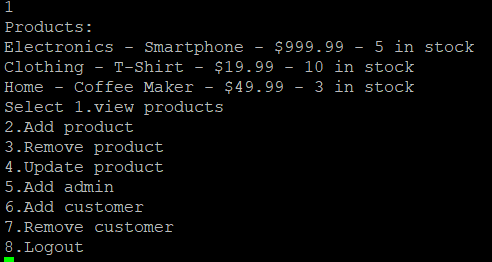 1
Products:
Electronics - Smartphone - $999.99 - 5 in stock
Clothing - T-Shirt - $19.99 - 10 in stock
Home - Coffee Maker - $49.99 - 3 in stock
Select 1.view products
2.Add product
3.Remove product
4.Update product
5.Add admin
6.Add customer
7.Remove customer
8.Logout